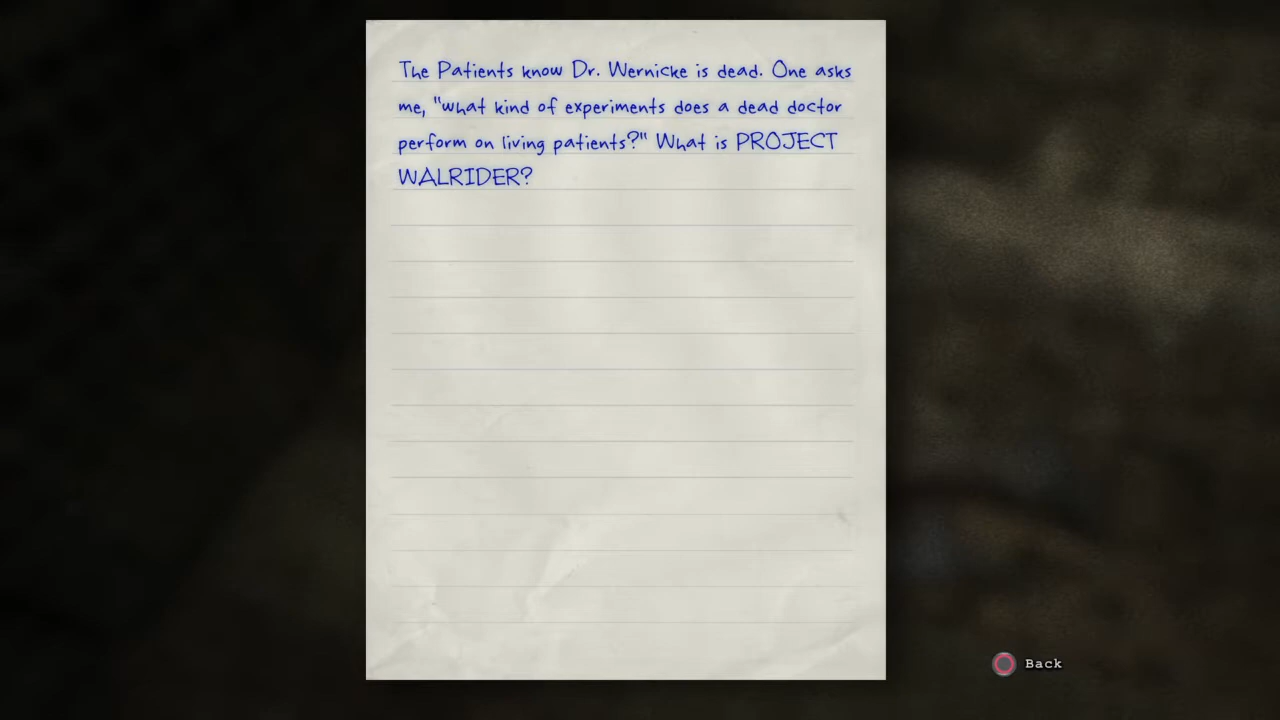 The Patients know Dr. Wernicke is dead. One asks
me, "what kind of experiments does a dead doctor
perform on living patients?" What is PROJECT
WALRIDER?
Back